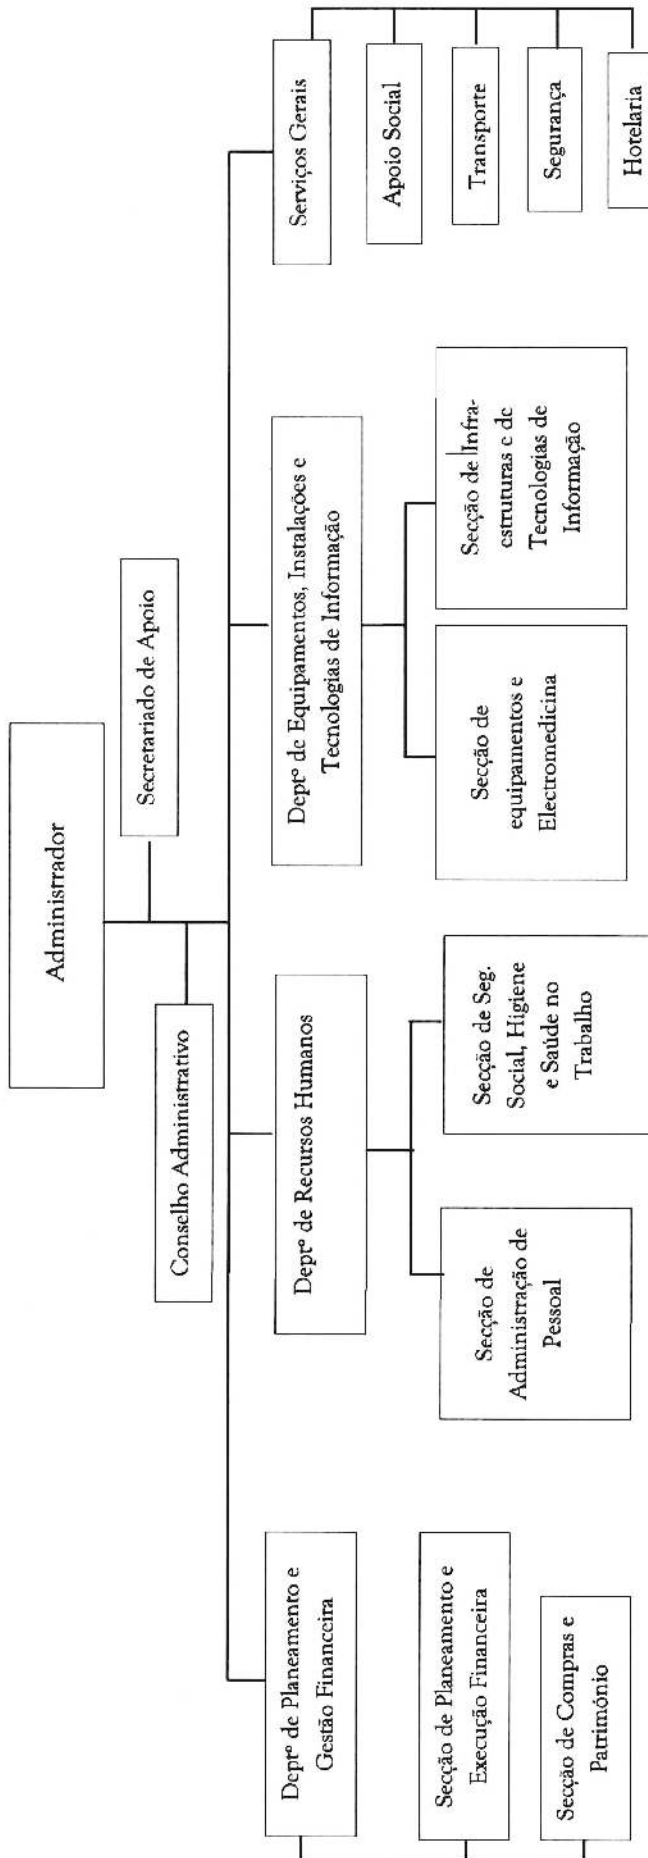 Administrador
Secretariado de Apoio
Conselho Administrativo
Deptº de Planeamento e
Gestão Financeira
Deptº de Recursos Humanos
Deptº de Equipamentos, Instalações e
Tecnologias de Informação
Serviços Gerais
Secção de Planeamento e
Execução Financeira
Secção de Compras e
Património
Secção de
Administração de
Pessoal
Secção de Seg.
Social, Higiene
e Saúde no
Trabalho
Secção de
equipamentos e
Electromedicina
Secção de Infra-
estruturas e de
Tecnologias de
Informação
Apoio Social
Transporte
Segurança
Hotelaria